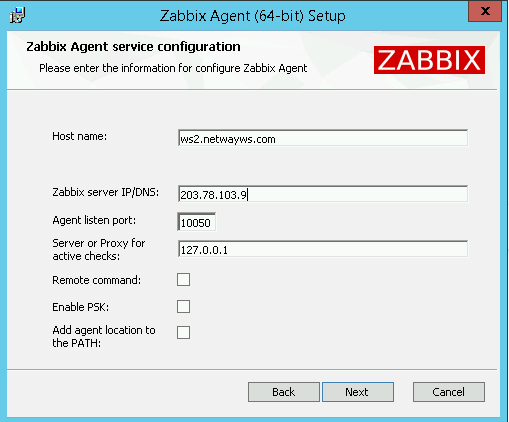 Zabbix Agent (64-bit) Setup
X
Zabbix Agent service configuration
Please enter the information for configure Zabbix Agent
ZABBIX
Host name:
ws2.netwayws.com
Zabbix server IP/DNS:
203.78.103.9
Agent listen port:
10050
Server or Proxy for
active checks:
127.0.0.1
Remote command:
Enable PSK:
Add agent location to
the PATH:
Back
Next
Cancel